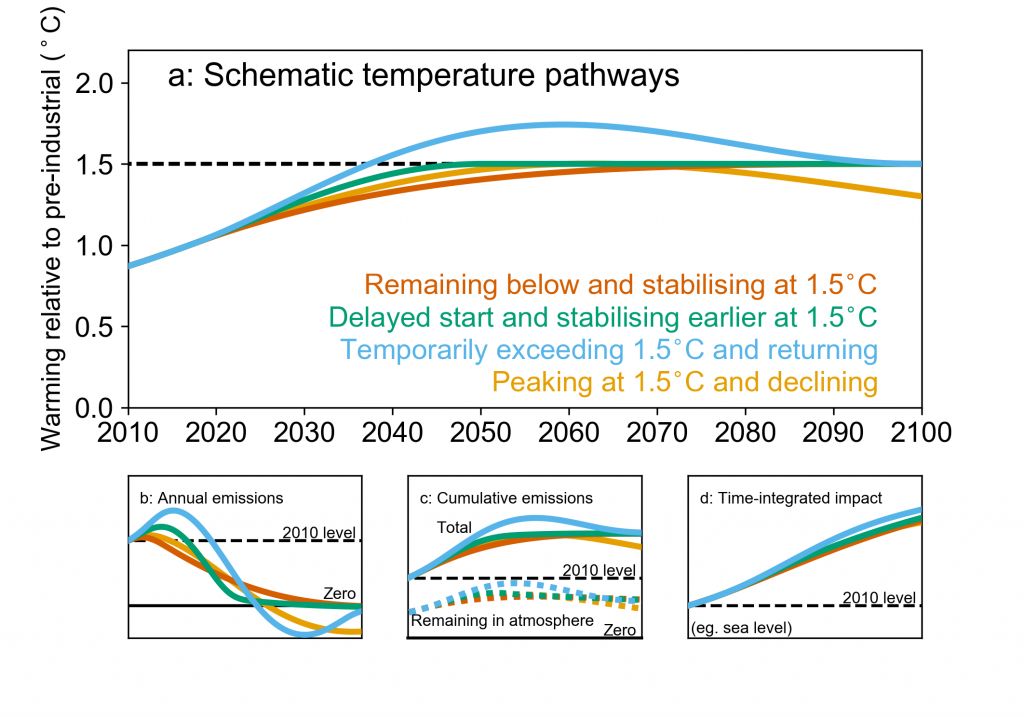 Warming relative to pre-industrial (°C)
a: Schematic temperature pathways
2.0
1.5
1.0
0.5
0.0
Remaining below and stabilising at 1.5°C
Delayed start and stabilising earlier at 1.5°C
Temporarily exceeding 1.5°C and returning
Peaking at 1.5°C and declining
2010 2020 2030 2040 2050 2060 2070 2080 2090 2100
b: Annual emissions
2010 level
Zero
c: Cumulative emissions
Total
2010 level
Remaining in atmosphere
Zero
d: Time-integrated impact
2010 level
(eg. sea level)